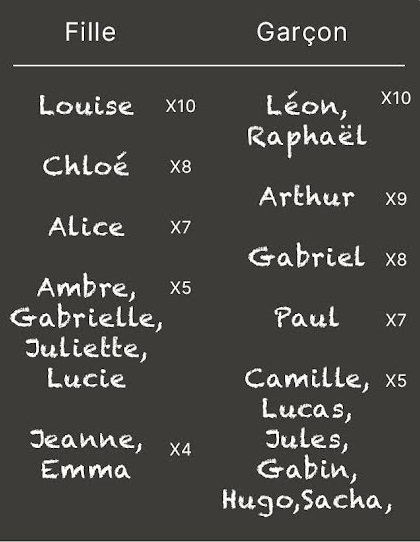 Fille Garçon
Louise X10
Léon, X10
Raphaël
Chloé X8
Arthur X9
Alice X7
Gabriel X8
Ambre, X5
Gabrielle,
Juliette,
Lucie
Paul X7
Camille, X5
Lucas,
Jules,
Gabin,
Hugo,Sacha,
Jeanne, X4
Emma